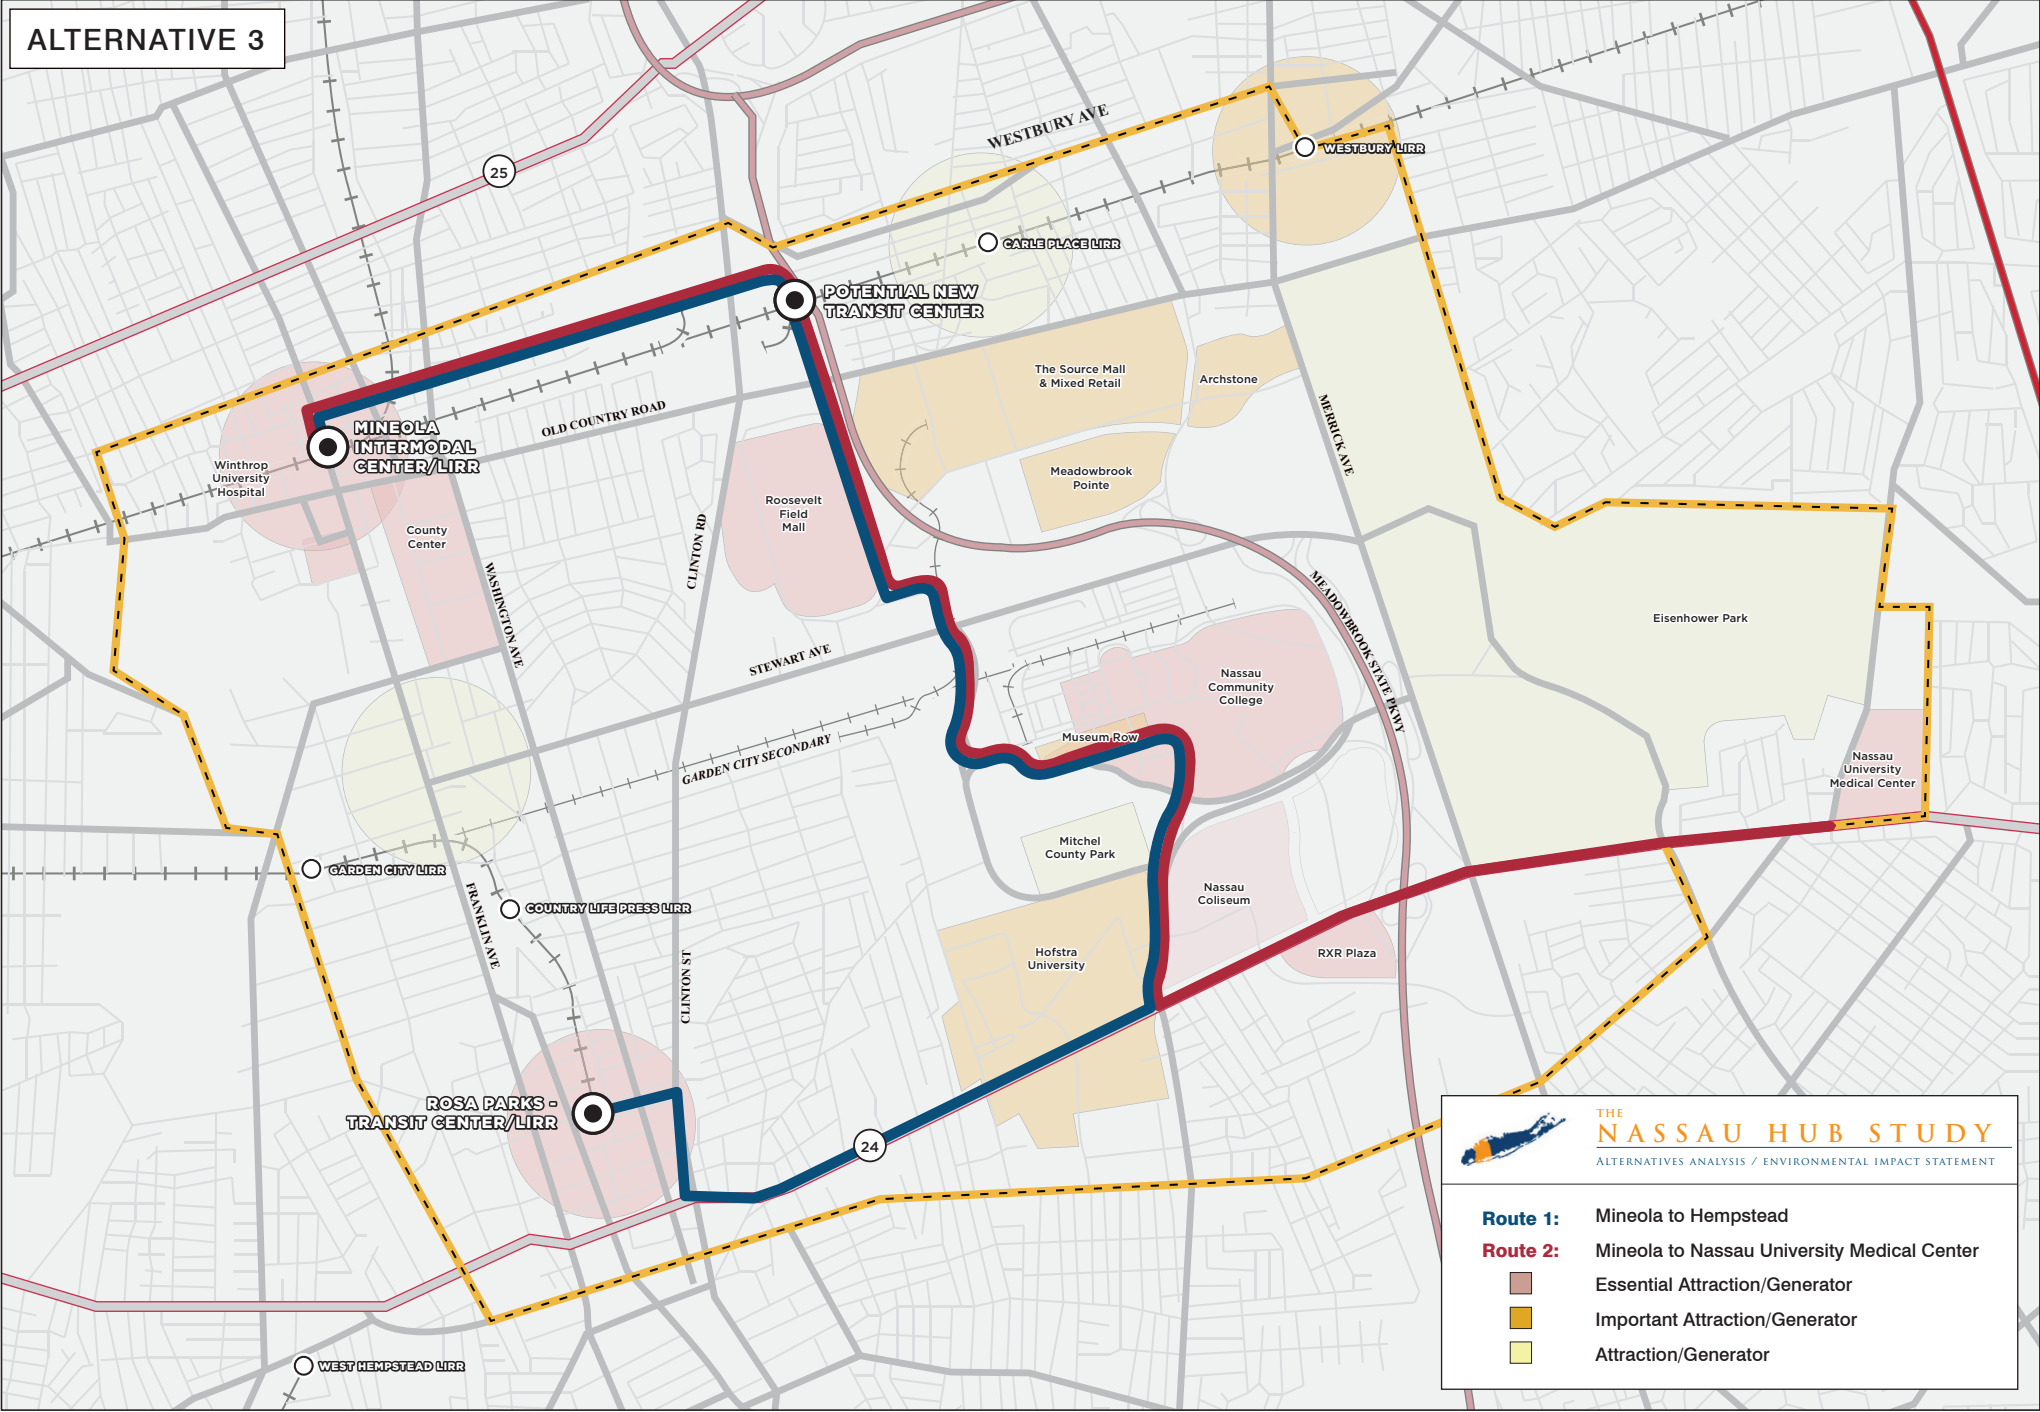 ALTERNATIVE 3
25
WESTBURY AVE
WESTBURY LIRR
CARLE PLACE LIRR
POTENTIAL NEW
TRANSIT CENTER
The Source Mall
& Mixed Retail
Archstone
MERRICK AVE
OLD COUNTRY ROAD
MINEOLA
INTERMODAL
CENTER/LIRR
Winthrop
University
Hospital
County
Center
Roosevelt
Field
Mall
Meadowbrook
Pointe
CLINTON RD
WASHINGTON AVE
MEADOWBROOK STATE PKWY
Eisenhower Park
STEWART AVE
Nassau
Community
College
Museum Row
GARDEN CITY SECONDARY
Nassau
University
Medical Center
Mitchel
County Park
GARDEN CITY LIRR
COUNTRY LIFE PRESS LIRR
FRANKLIN AVE
Nassau
Coliseum
CLINTON ST
Hofstra
University
RXR Plaza
ROSA PARKS -
TRANSIT CENTER/LIRR
24
WEST HEMPSTEAD LIRR
THE
NASSAU HUB STUDY
ALTERNATIVES ANALYSIS / ENVIRONMENTAL IMPACT STATEMENT
Route 1: Mineola to Hempstead
Route 2: Mineola to Nassau University Medical Center
Essential Attraction/Generator
Important Attraction/Generator
Attraction/Generator